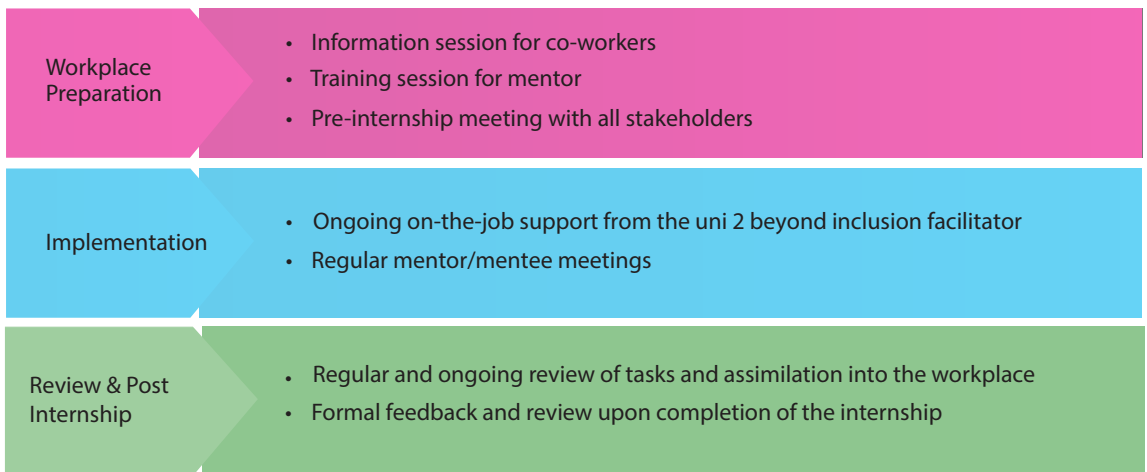 Workplace
Preparation
• Information session for co-workers
• Training session for mentor
• Pre-internship meeting with all stakeholders
Implementation
• Ongoing on-the-job support from the uni 2 beyond inclusion facilitator
• Regular mentor/mentee meetings
Review & Post
Internship
• Regular and ongoing review of tasks and assimilation into the workplace
• Formal feedback and review upon completion of the internship